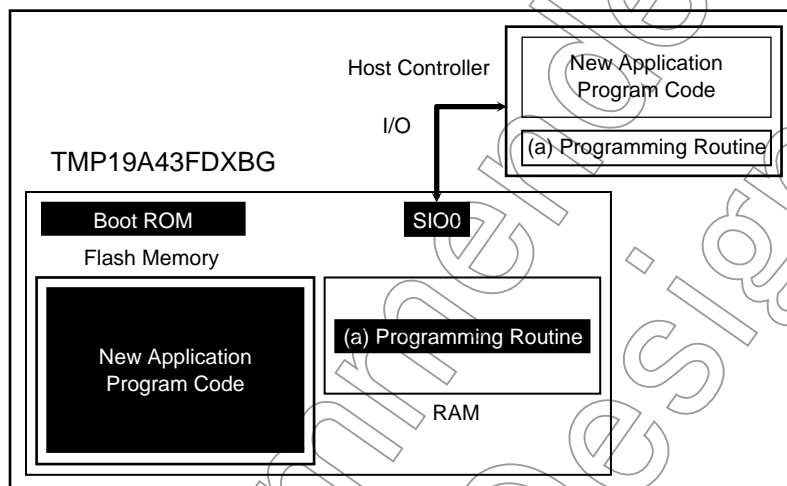 Host Controller
New Application
Program Code
I/O
(a) Programming Routine
TMP19A43FDXBG
Boot ROM
SIO0
Flash Memory
New Application
Program Code
(a) Programming Routine
RAM